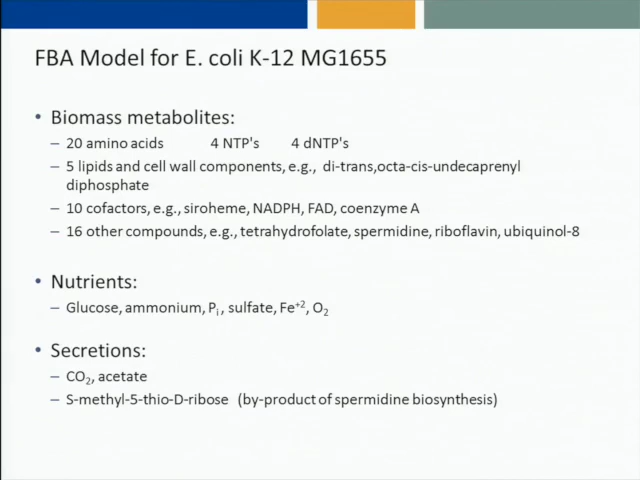 FBA Model for E. coli K-12 MG1655
• Biomass metabolites:
– 20 amino acids 4 NTP's 4 dNTP's
– 5 lipids and cell wall components, e.g., di-trans,octa-cis-undecaprenyl
diphosphate
– 10 cofactors, e.g., siroheme, NADPH, FAD, coenzyme A
– 16 other compounds, e.g., tetrahydrofolate, spermidine, riboflavin, ubiquinol-8
• Nutrients:
– Glucose, ammonium, Pi , sulfate, Fe+2, O2
• Secretions:
– CO2, acetate
– S-methyl-5-thio-D-ribose (by-product of spermidine biosynthesis)